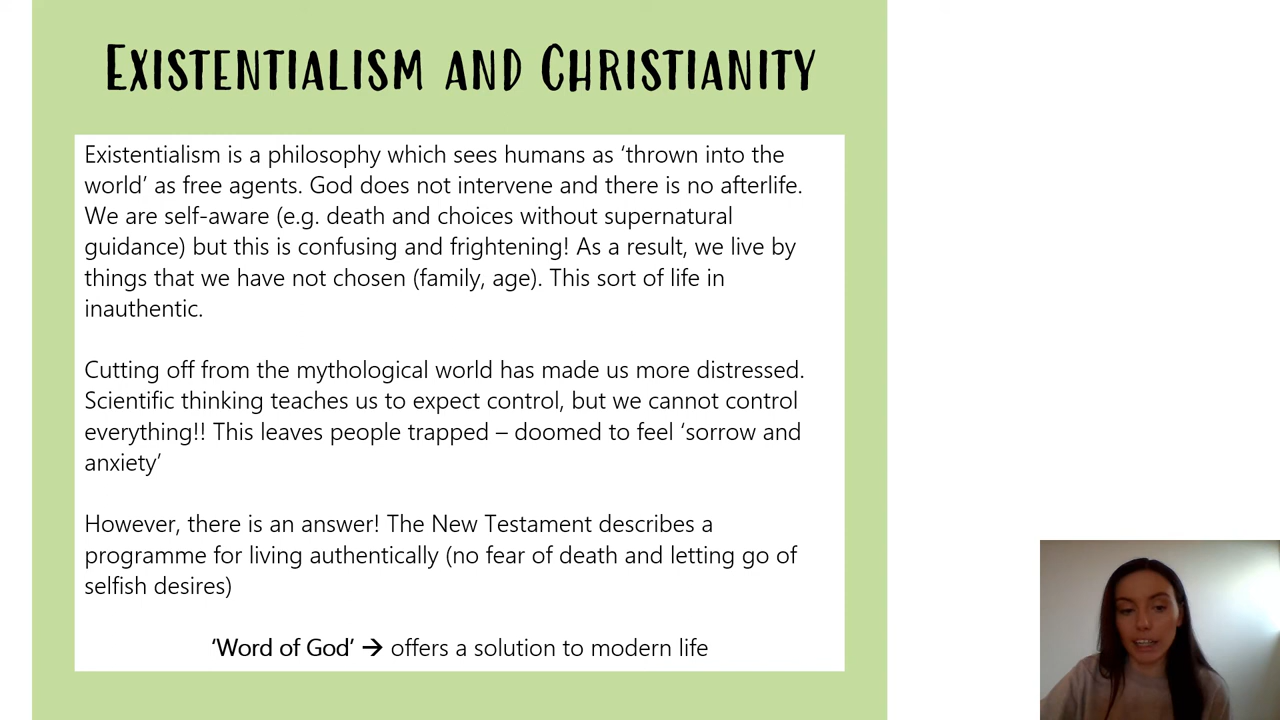 EXISTENTIALISM AND CHRISTIANITY
Existentialism is a philosophy which sees humans as ‘thrown into the
world’ as free agents. God does not intervene and there is no afterlife.
We are self-aware (e.g. death and choices without supernatural
guidance) but this is confusing and frightening! As a result, we live by
things that we have not chosen (family, age). This sort of life in
inauthentic.
Cutting off from the mythological world has made us more distressed.
Scientific thinking teaches us to expect control, but we cannot control
everything!! This leaves people trapped – doomed to feel ‘sorrow and
anxiety’
However, there is an answer! The New Testament describes a
programme for living authentically (no fear of death and letting go of
selfish desires)
‘Word of God’ → offers a solution to modern life